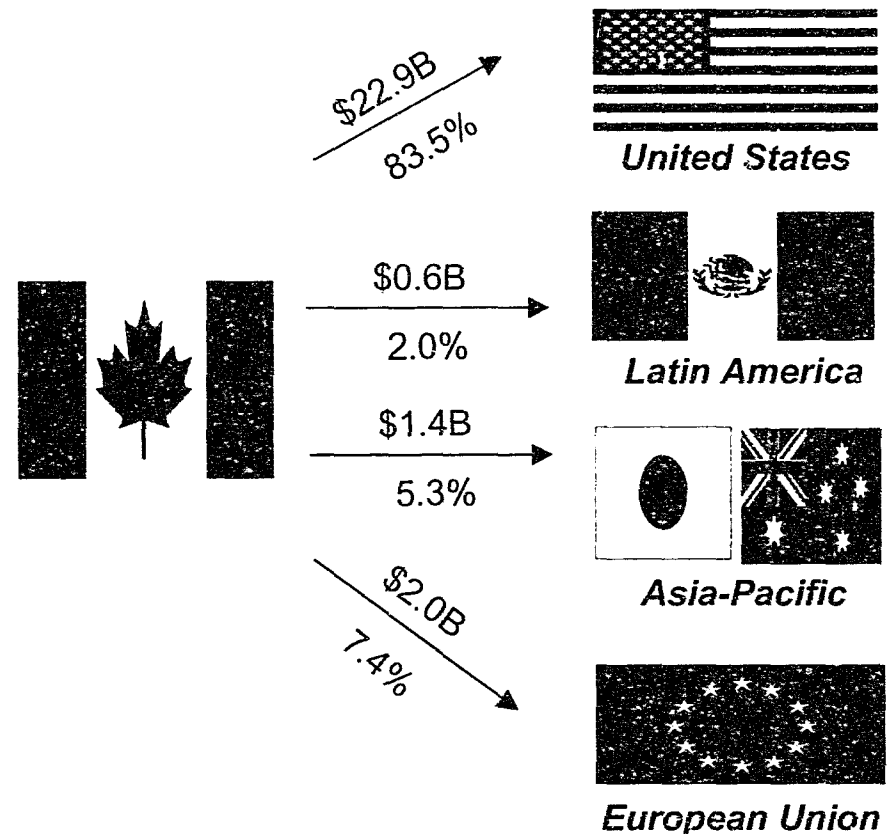 $22.9B
83.5%
United States
$0.6B
2.0%
Latin America
$1.4B
5.3%
Asia-Pacific
$2.0B
7.4%
European Union